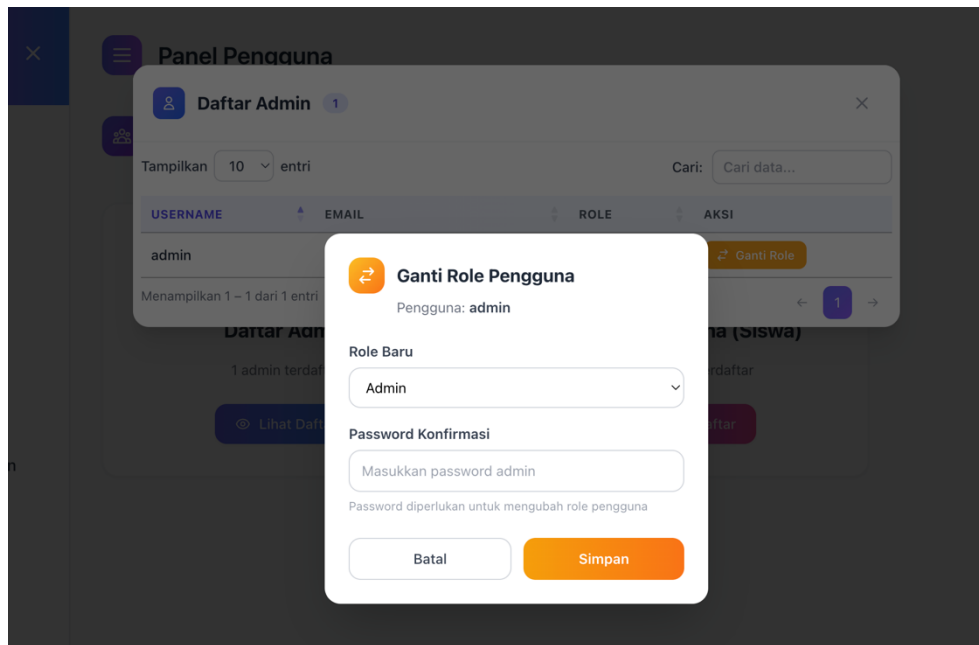 Panel Pengguna
Daftar Admin 1
Tampilkan 10 entri
Cari: Cari data...
USERNAME EMAIL ROLE AKSI
admin
Ganti Role
Menampilkan 1 – 1 dari 1 entri
← 1 →
Daftar Adm
na (Siswa)
1 admin terdaf
rdaftar
Lihat Daft
ftar
n
Ganti Role Pengguna
Pengguna: admin
Role Baru
Admin
Password Konfirmasi
Masukkan password admin
Password diperlukan untuk mengubah role pengguna
Batal
Simpan